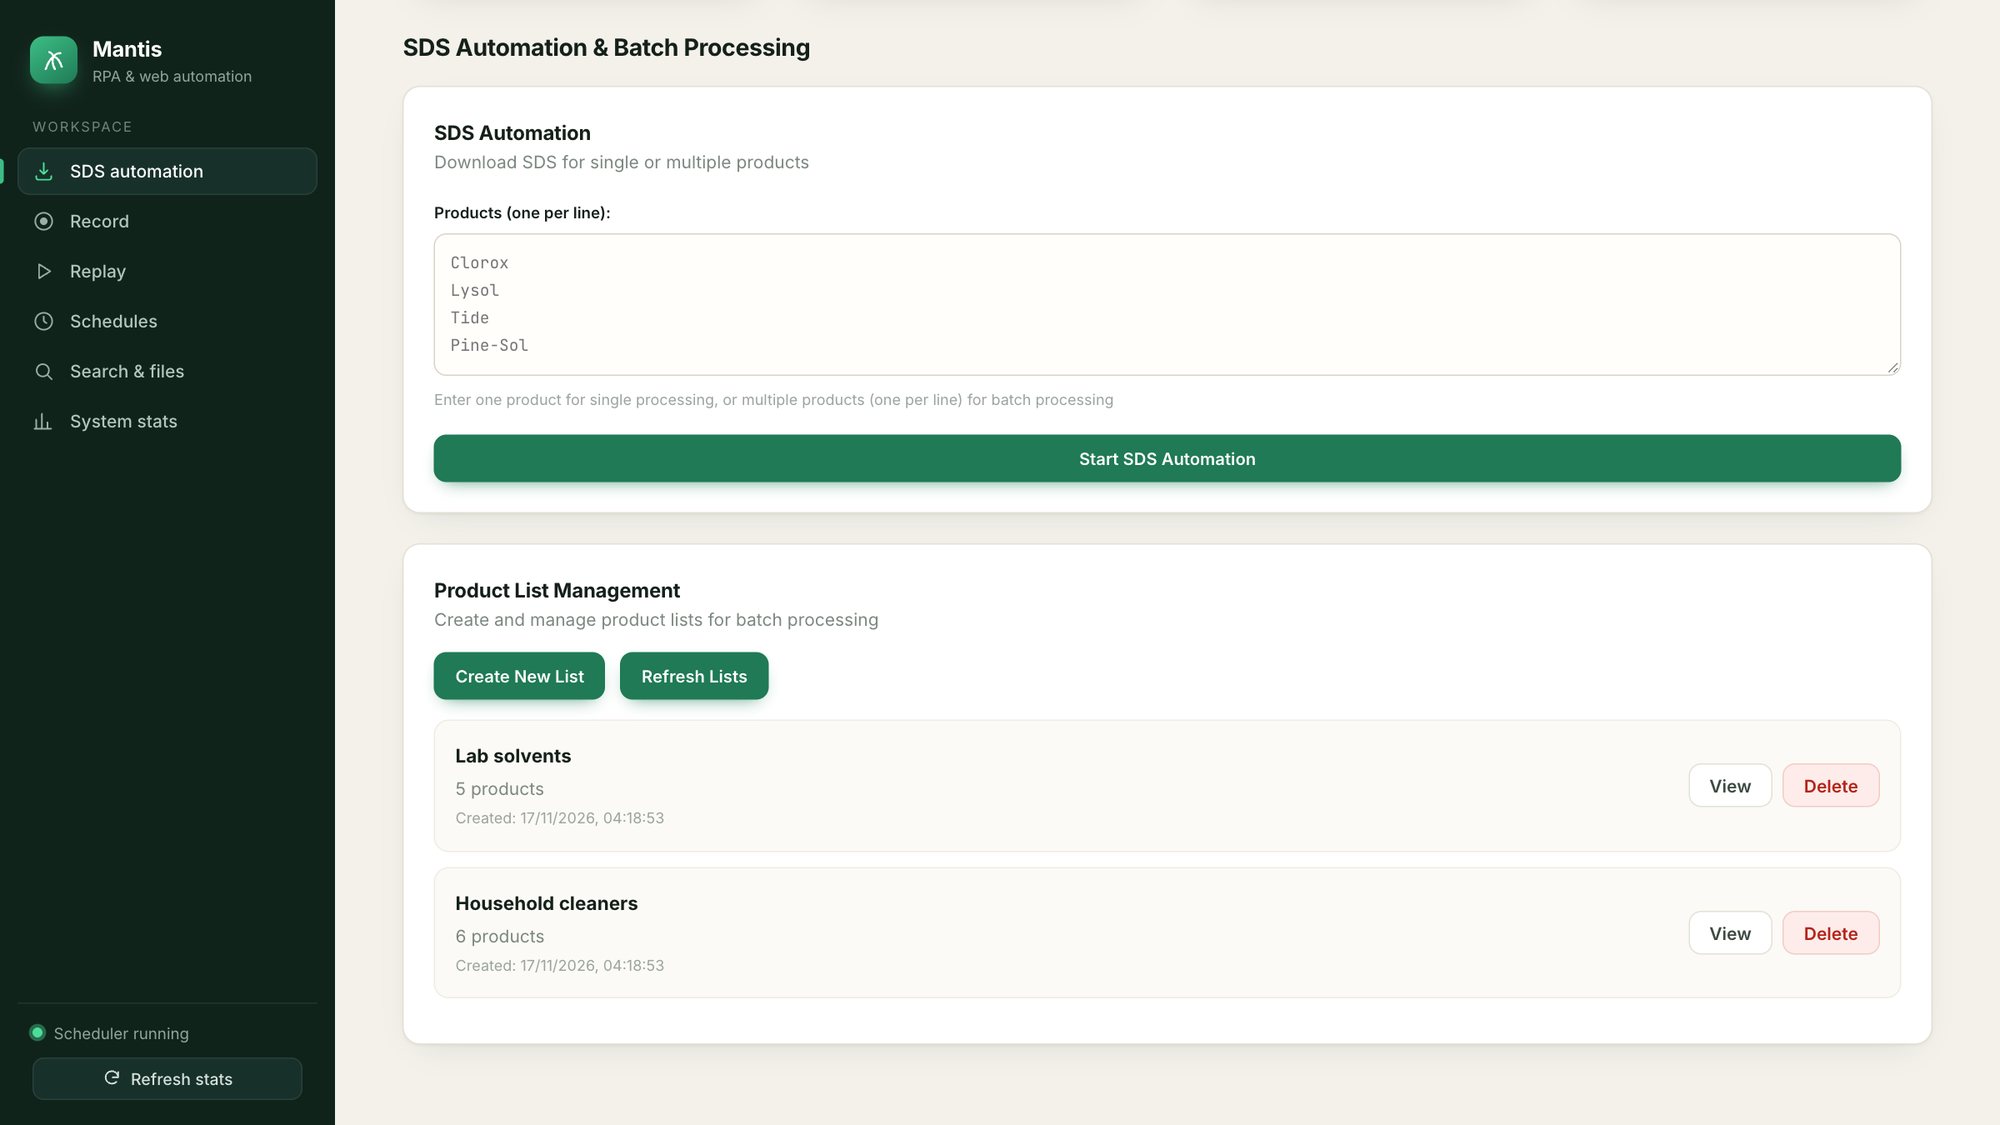 Mantis
RPA & web automation
WORKSPACE
SDS automation
Record
Replay
Schedules
Search & files
System stats
Scheduler running
Refresh stats
SDS Automation & Batch Processing
SDS Automation
Download SDS for single or multiple products
Products (one per line):
Clorox
Lysol
Tide
Pine-Sol
Enter one product for single processing, or multiple products (one per line) for batch processing
Start SDS Automation
Product List Management
Create and manage product lists for batch processing
Create New List
Refresh Lists
Lab solvents
5 products
Created: 17/11/2026, 04:18:53
View
Delete
Household cleaners
6 products
Created: 17/11/2026, 04:18:53
View
Delete